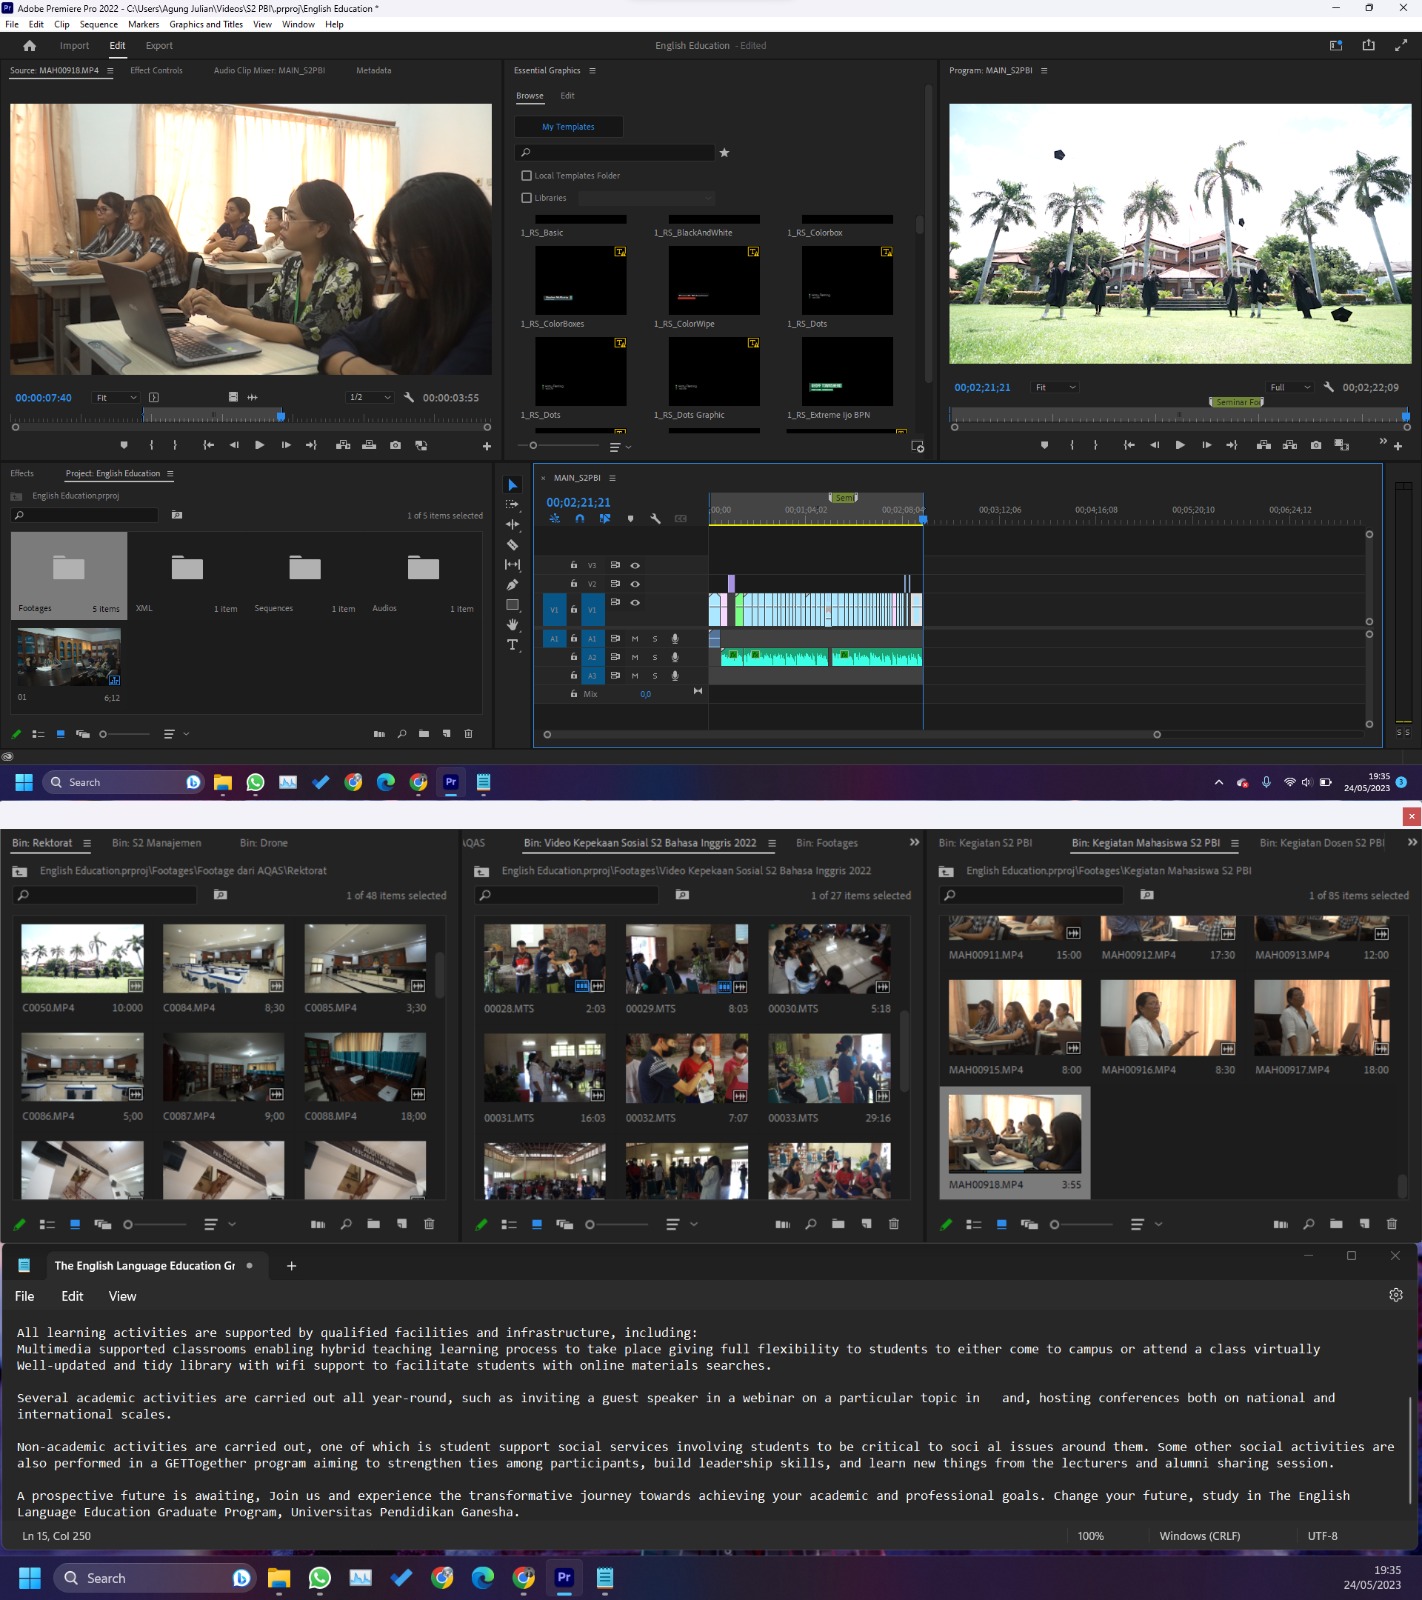 Adobe Premiere Pro 2022 - C:\Users\Agung Julian\Videos\S2 PBI\.prproj\English Education *
File Edit Clip Sequence Markers Graphics and Titles View Window Help
Import Edit Export
English Education - Edited
Source: MAH00918.MP4 Effect Controls Audio Clip Mixer: MAIN_S2PBI Metadata
Essential Graphics
Program: MAIN_S2PBI
Browse Edit
My Templates
Local Templates Folder
Libraries
1_RS_Basic 1_RS_BlackAndWhite 1_RS_Colorbox
1_RS_ColorBoxes 1_RS_ColorWipe 1_RS_Dots
1_RS_Dots 1_RS_Dots Graphic 1_RS_Extreme Ijo BPN
00:00:07:40 Fit 1/2 00:00:03:55
00;02;21;21 Fit Full 00;02;22;09
Seminar For
Effects Project: English Education
English Education.prproj
1 of 5 items selected
Footages 5 items XML 1 item Sequences 1 item Audios 1 item
01 6;12
MAIN_S2PBI
00;02;21;21
Semi
;00;00 00;01;04;02 00;02;08;04 00;03;12;06 00;04;16;08 00;05;20;10 00;06;24;12
V3
V2
V1 V1
A1 A1 M S
A2 M S
A3 M S
Mix 0,0
S S
Search
19:35
24/05/2023
3
Bin: Rektorat Bin: S2 Manajemen Bin: Drone
English Education.prproj\Footages\Footage dari AQAS\Rektorat
1 of 48 items selected
C0050.MP4 10:000 C0084.MP4 8;30 C0085.MP4 3;30
C0086.MP4 5;00 C0087.MP4 9;00 C0088.MP4 18;00
AQAS Bin: Video Kepekaan Sosial S2 Bahasa Inggris 2022 Bin: Footages
English Education.prproj\Footages\Video Kepekaan Sosial S2 Bahasa Inggris 2022
1 of 27 items selected
00028.MTS 2:03 00029.MTS 8:03 00030.MTS 5:18
00031.MTS 16:03 00032.MTS 7:07 00033.MTS 29:16
Bin: Kegiatan S2 PBI Bin: Kegiatan Mahasiswa S2 PBI Bin: Kegiatan Dosen S2 PBI
English Education.prproj\Footages\Kegiatan Mahasiswa S2 PBI
1 of 85 items selected
MAH00911.MP4 15:00 MAH00912.MP4 17:30 MAH00913.MP4 12:00
MAH00915.MP4 8:00 MAH00916.MP4 8:30 MAH00917.MP4 18:00
MAH00918.MP4 3:55
The English Language Education Gr
File Edit View
All learning activities are supported by qualified facilities and infrastructure, including:
Multimedia supported classrooms enabling hybrid teaching learning process to take place giving full flexibility to students to either come to campus or attend a class virtually
Well-updated and tidy library with wifi support to facilitate students with online materials searches.
Several academic activities are carried out all year-round, such as inviting a guest speaker in a webinar on a particular topic in and, hosting conferences both on national and
international scales.
Non-academic activities are carried out, one of which is student support social services involving students to be critical to soci al issues around them. Some other social activities are
also performed in a GETTogether program aiming to strengthen ties among participants, build leadership skills, and learn new things from the lecturers and alumni sharing session.
A prospective future is awaiting, Join us and experience the transformative journey towards achieving your academic and professional goals. Change your future, study in The English
Language Education Graduate Program, Universitas Pendidikan Ganesha.
Ln 15, Col 250 100% Windows (CRLF) UTF-8
Search
19:35
24/05/2023